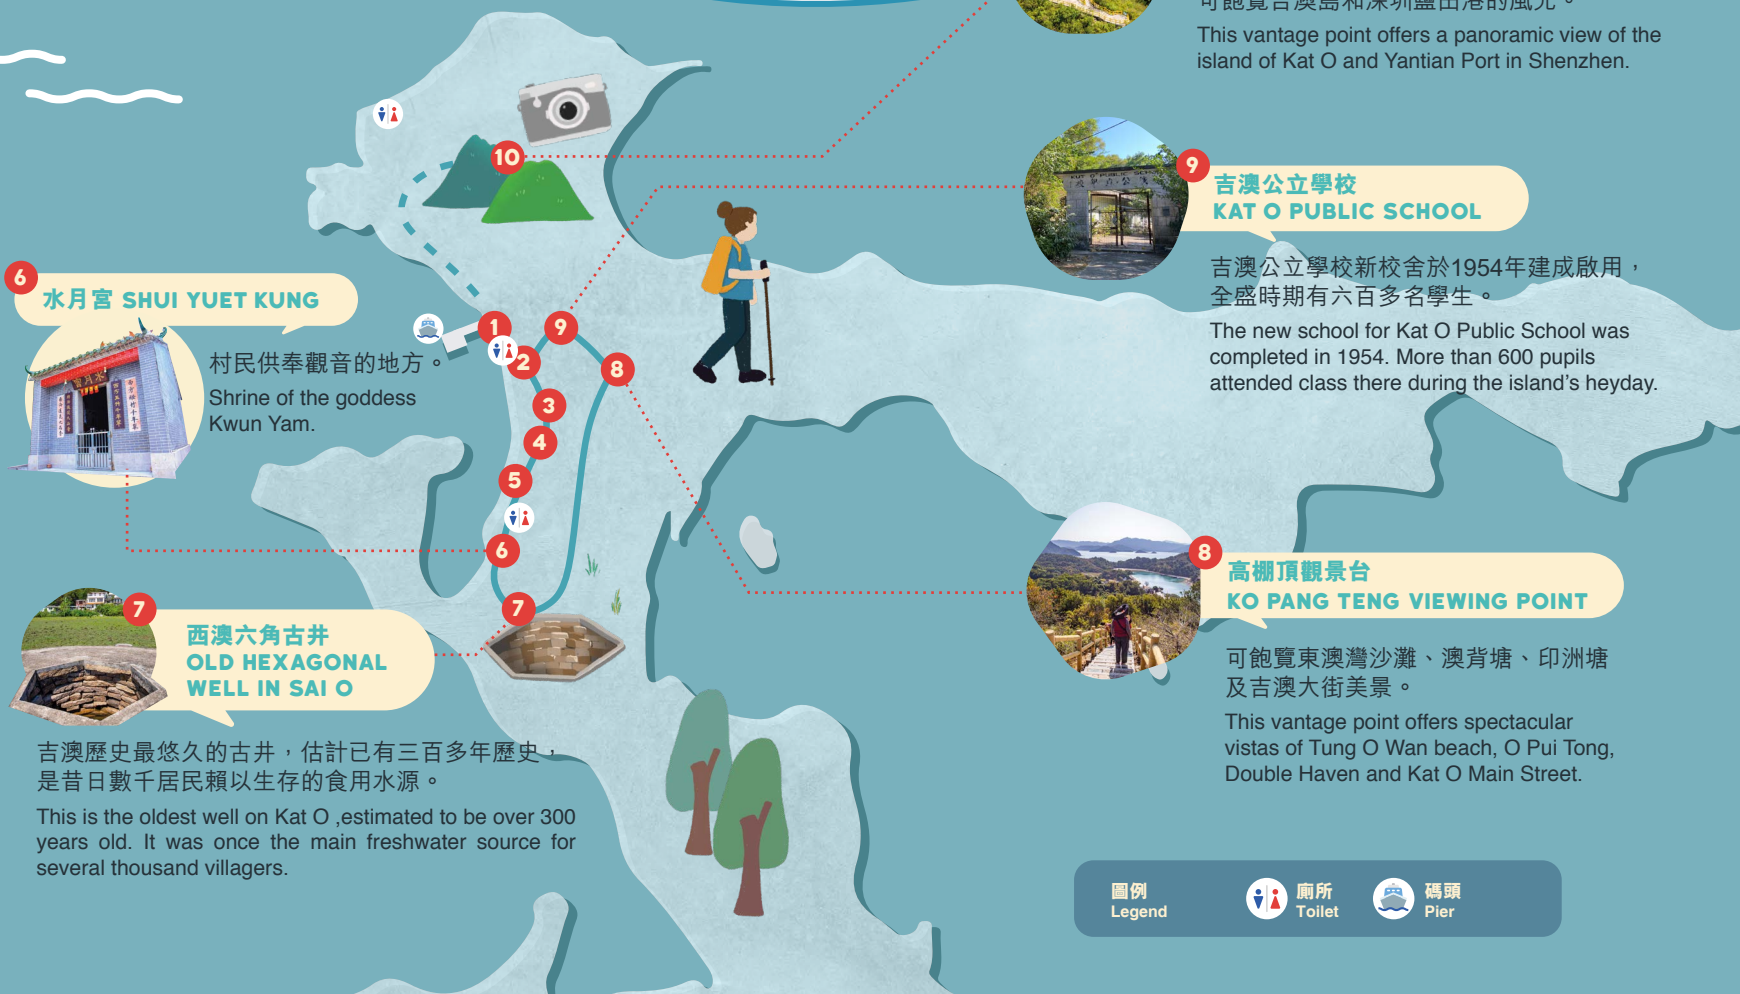 可飽覽吉澳島和深圳鹽田港的風光。
This vantage point offers a panoramic view of the
island of Kat O and Yantian Port in Shenzhen.
10
9
吉澳公立學校
KAT O PUBLIC SCHOOL
KAT O PUBLIC SCHOOL
吉澳公立學校新校舍於1954年建成啟用，
全盛時期有六百多名學生。
The new school for Kat O Public School was
completed in 1954. More than 600 pupils
attended class there during the island's heyday.
6
水月宮 SHUI YUET KUNG
水月宮
村民供奉觀音的地方。
Shrine of the goddess
Kwun Yam.
1
2
9
8
3
4
5
6
7
8
高棚頂觀景台
KO PANG TENG VIEWING POINT
可飽覽東澳灣沙灘、澳背塘、印洲塘
及吉澳大街美景。
This vantage point offers spectacular
vistas of Tung O Wan beach, O Pui Tong,
Double Haven and Kat O Main Street.
7
西澳六角古井
OLD HEXAGONAL
WELL IN SAI O
吉澳歷史最悠久的古井，估計已有三百多年歷史，
是昔日數千居民賴以生存的食用水源。
This is the oldest well on Kat O ,estimated to be over 300
years old. It was once the main freshwater source for
several thousand villagers.
圖例
Legend
廁所
Toilet
碼頭
Pier